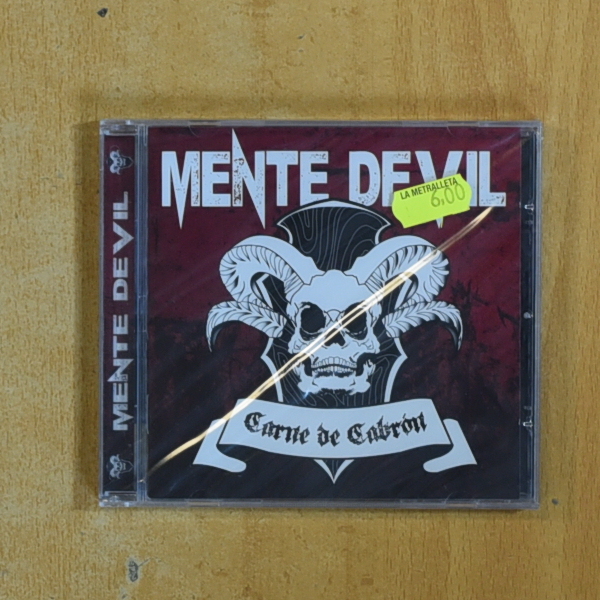 MENTE DEVIL
LA METRALLETA
6,00
Carne de Cabrón
MENTE DEVIL